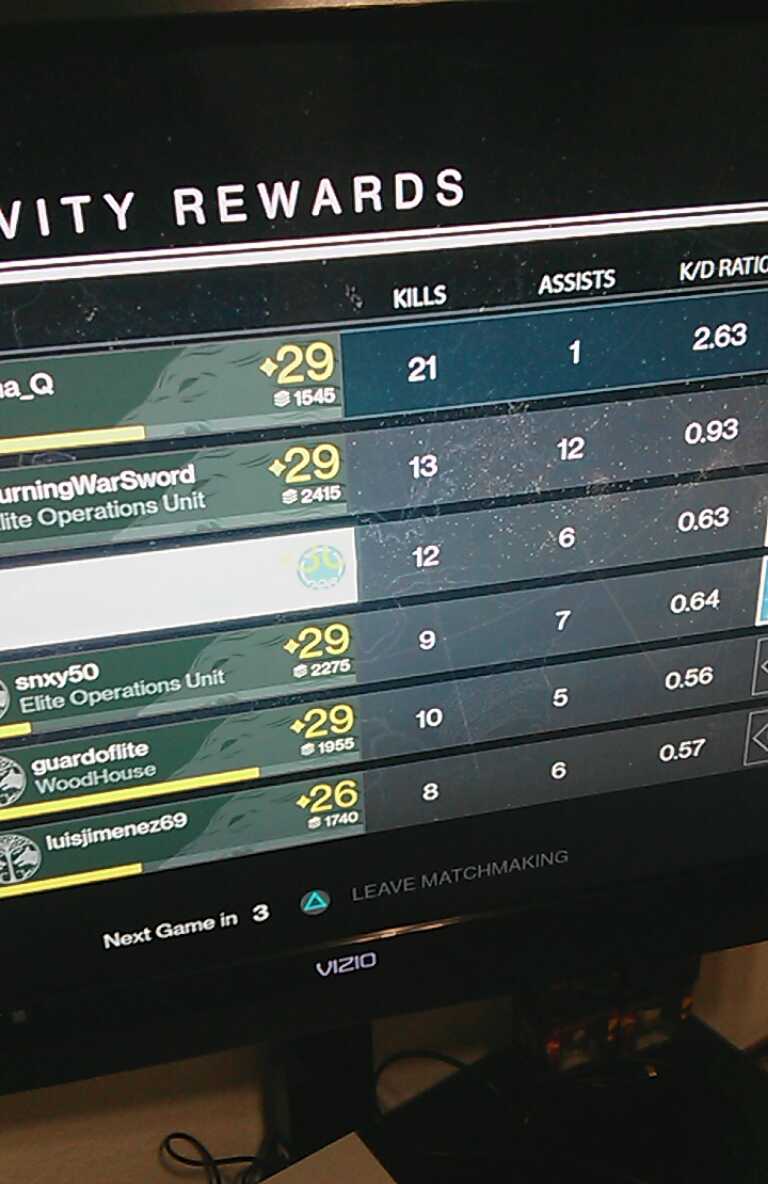 VITY REWARDS
KILLS ASSISTS K/D RATIO
na_Q 29 21 1 2.63
1545
urningWarSword 29 13 12 0.93
lite Operations Unit 2415
12 6 0.63
snxy50 29 9 7 0.64
Elite Operations Unit 2275
guardoflite 29 10 5 0.56
WoodHouse 1955
luisjimenez69 26 8 6 0.57
1740
Next Game in 3 LEAVE MATCHMAKING
VIZIO